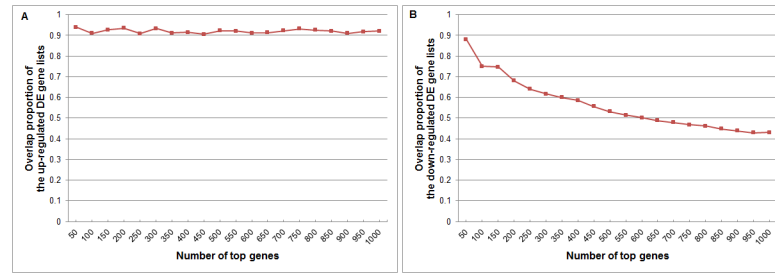 A
Overlap proportion of
the up-regulated DE gene lists
1
0.9
0.8
0.7
0.6
0.5
0.4
0.3
0.2
0.1
0
50 100 150 200 250 300 350 400 450 500 550 600 650 700 750 800 850 900 950 1000
Number of top genes
B
Overlap proportion of
the down-regulated DE gene lists
1
0.9
0.8
0.7
0.6
0.5
0.4
0.3
0.2
0.1
0
50 100 150 200 250 300 350 400 450 500 550 600 650 700 750 800 850 900 950 1000
Number of top genes